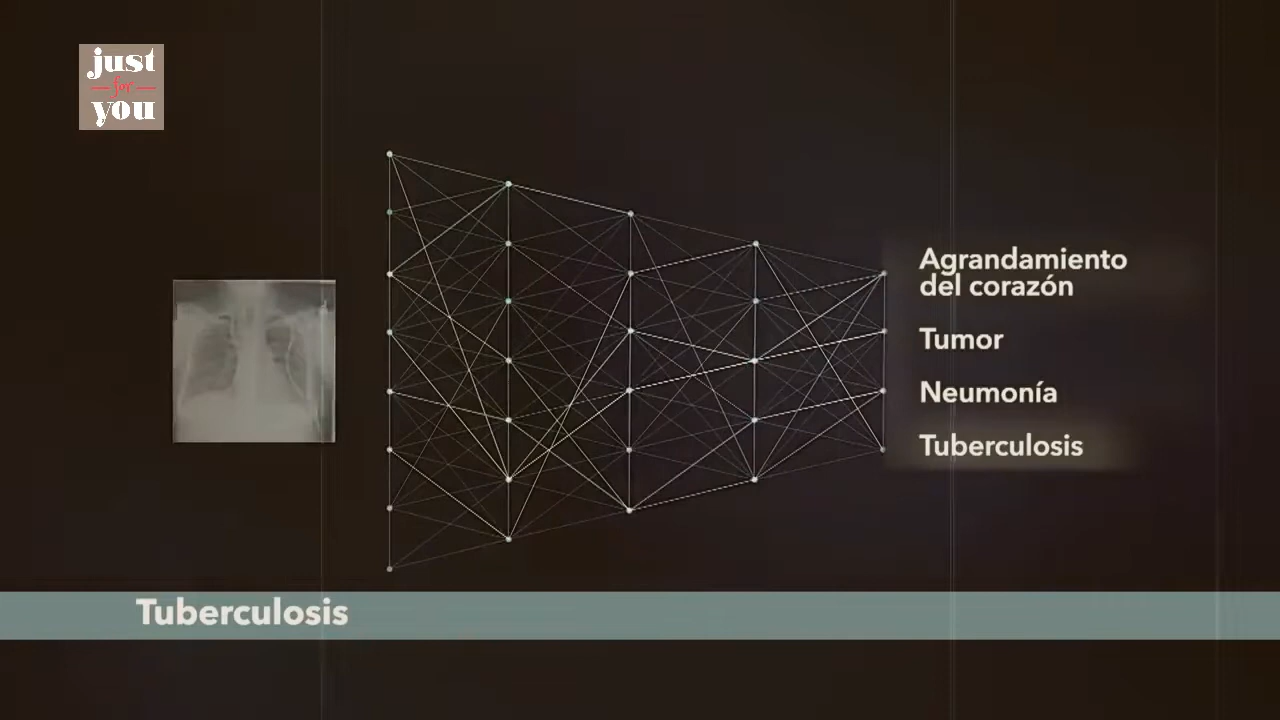 just
for
you
Agrandamiento
del corazón
Tumor
Neumonía
Tuberculosis
Tuberculosis